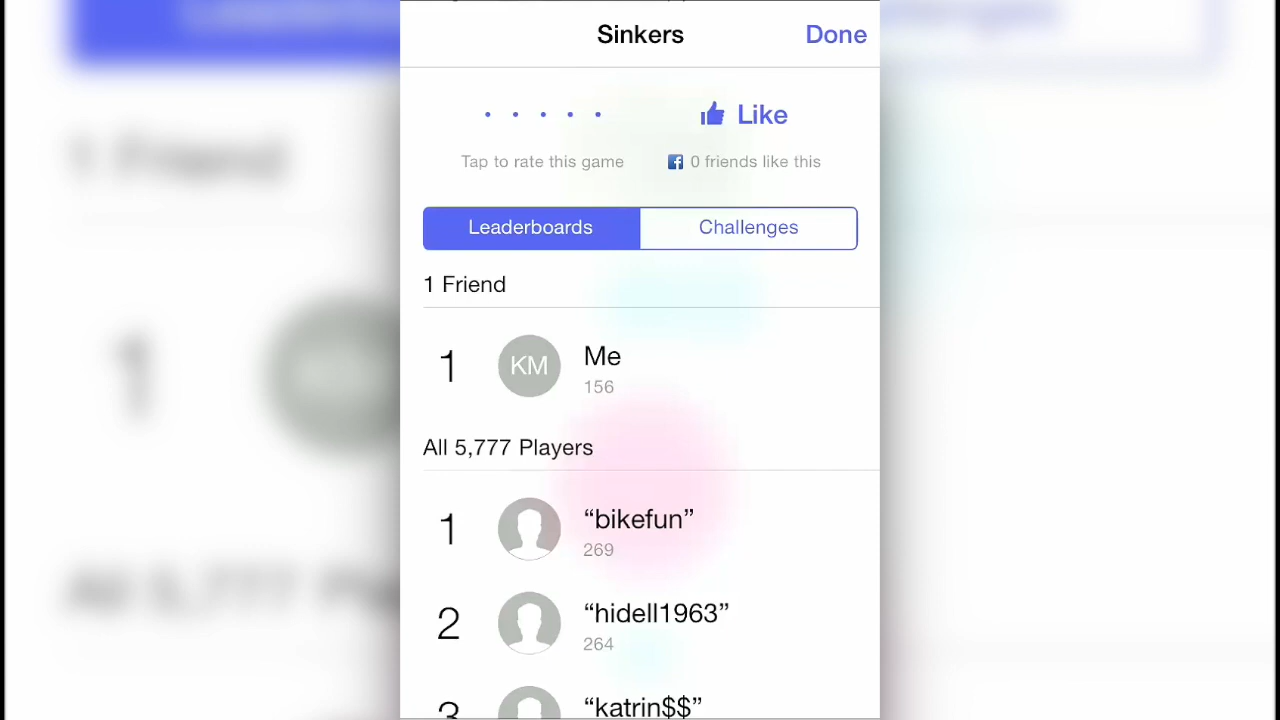 Sinkers
Done
Like
Tap to rate this game
0 friends like this
Leaderboards
Challenges
1 Friend
1
KM
Me
156
All 5,777 Players
1
“bikefun”
269
2
“hidell1963”
264
3
“katrin$$”